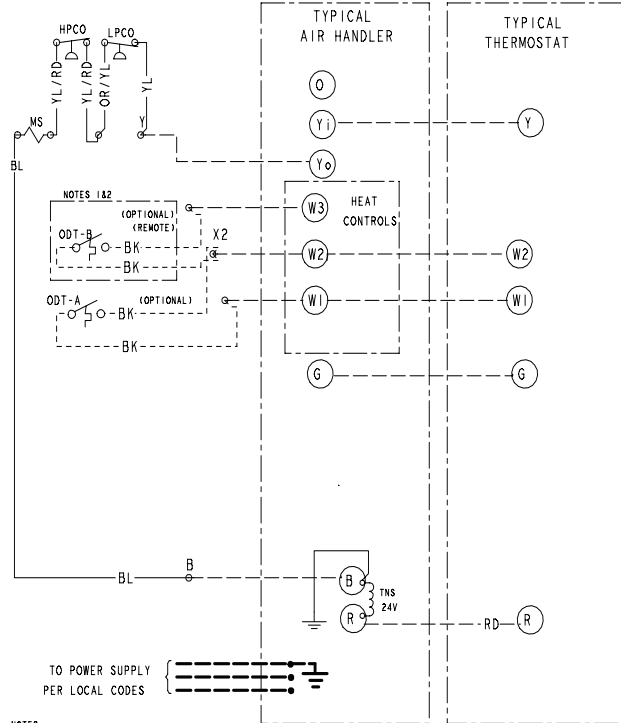 TYPICAL
AIR HANDLER
TYPICAL
THERMOSTAT
HPCO
LPCO
YL/RD
YL/RD
OR/YL
YL
MS
Y
BL
O
Yi
Y
Yo
NOTES 1&2
(OPTIONAL)
(REMOTE)
X2
ODT-B
BK
BK
W3
HEAT
CONTROLS
W2
W2
ODT-A
BK
(OPTIONAL)
W1
W1
BK
G
G
B
BL
B
TNS
24V
R
RD
R
TO POWER SUPPLY
PER LOCAL CODES
NOTES